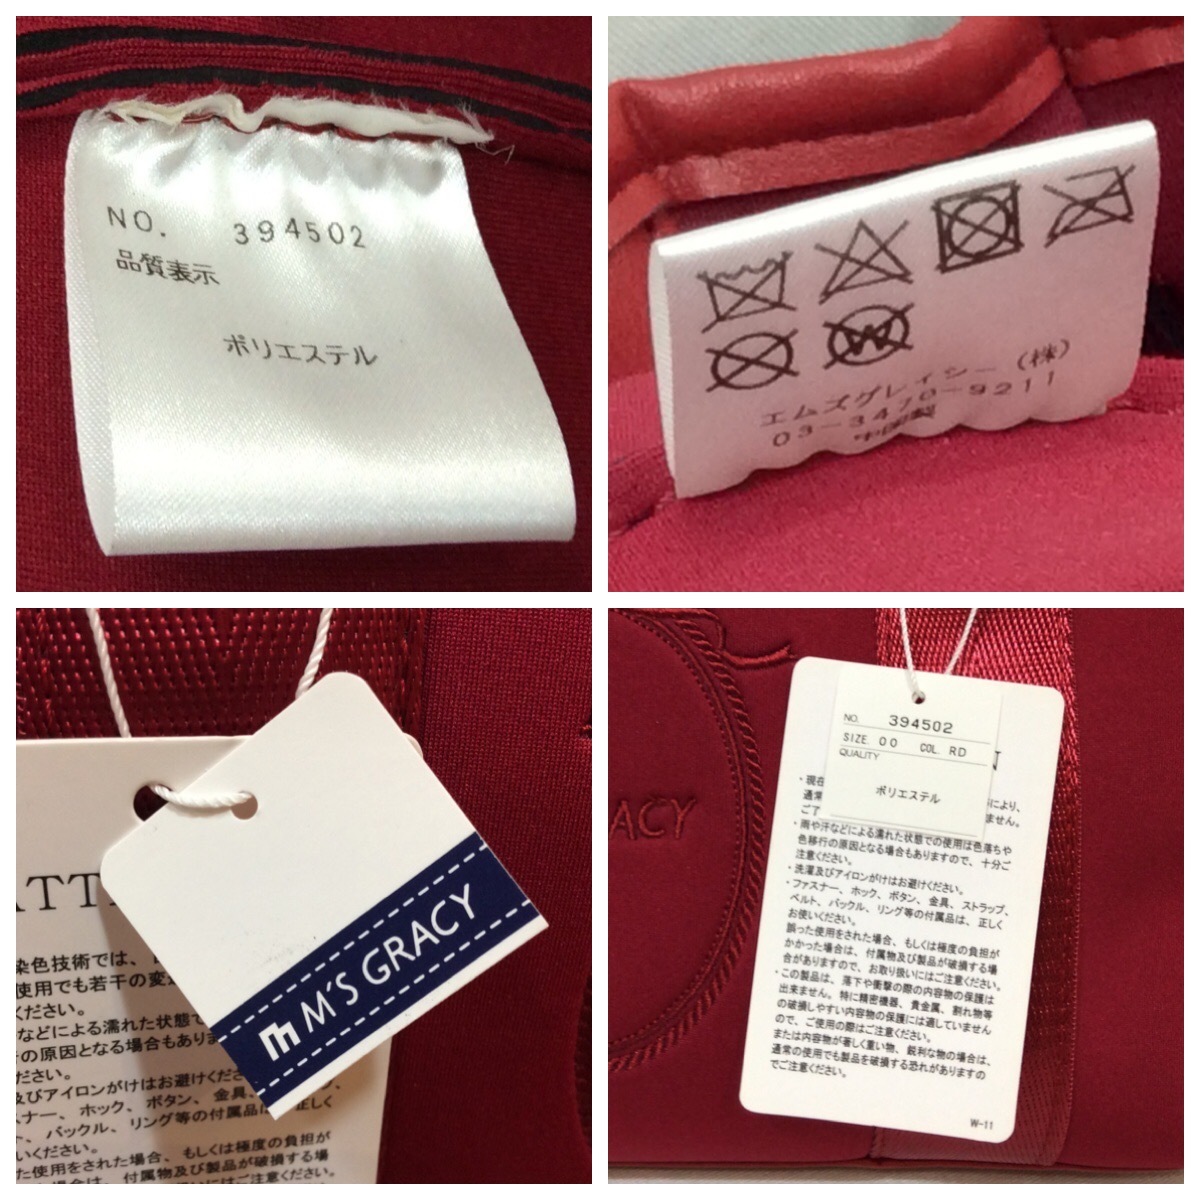 NO. 394502
品質表示
ポリエステル
W
エムズグレイシー(株)
03-3470-9211
中国製
ATT
染色技術では、
使用でも若干の変
ください。
などによる濡れた状態で
の原因となる場合もありま
ださい。
及びアイロンがけはお避けくださ
スナー、ホック、ボタン、金具、
、バックル、リング等の付属品は、正しく
いください。
た使用をされた場合、もしくは極度の負担が
場合は、付属物及び製品が破損する場
M'S GRACY
ACY
NO. 394502
SIZE 00 COL. RD
QUALITY
ポリエステル
N
・現在
通常
により、
ご了
ません。
・雨や汗などによる濡れた状態での使用は色落ちや
色移行の原因となる場合もありますので、十分ご
注意ください。
・洗濯及びアイロンがけはお避けください。
・ファスナー、ホック、ボタン、金具、ストラップ、
ベルト、バックル、リング等の付属品は、正しく
お使いください。
誤った使用をされた場合、もしくは極度の負担が
かかった場合は、付属物及び製品が破損する場
合がありますので、お取り扱いにはご注意ください。
・この製品は、落下や衝撃の際の内容物の保護は
出来ません。特に精密機器、貴金属、割れ物等
の破損しやすい内容物の保護には適していません
ので、ご使用の際はご注意ください。
または内容物が著しく重い物、鋭利な物の場合は、
通常の使用でも製品を破損する恐れがありますの
でご注意ください。
W-11